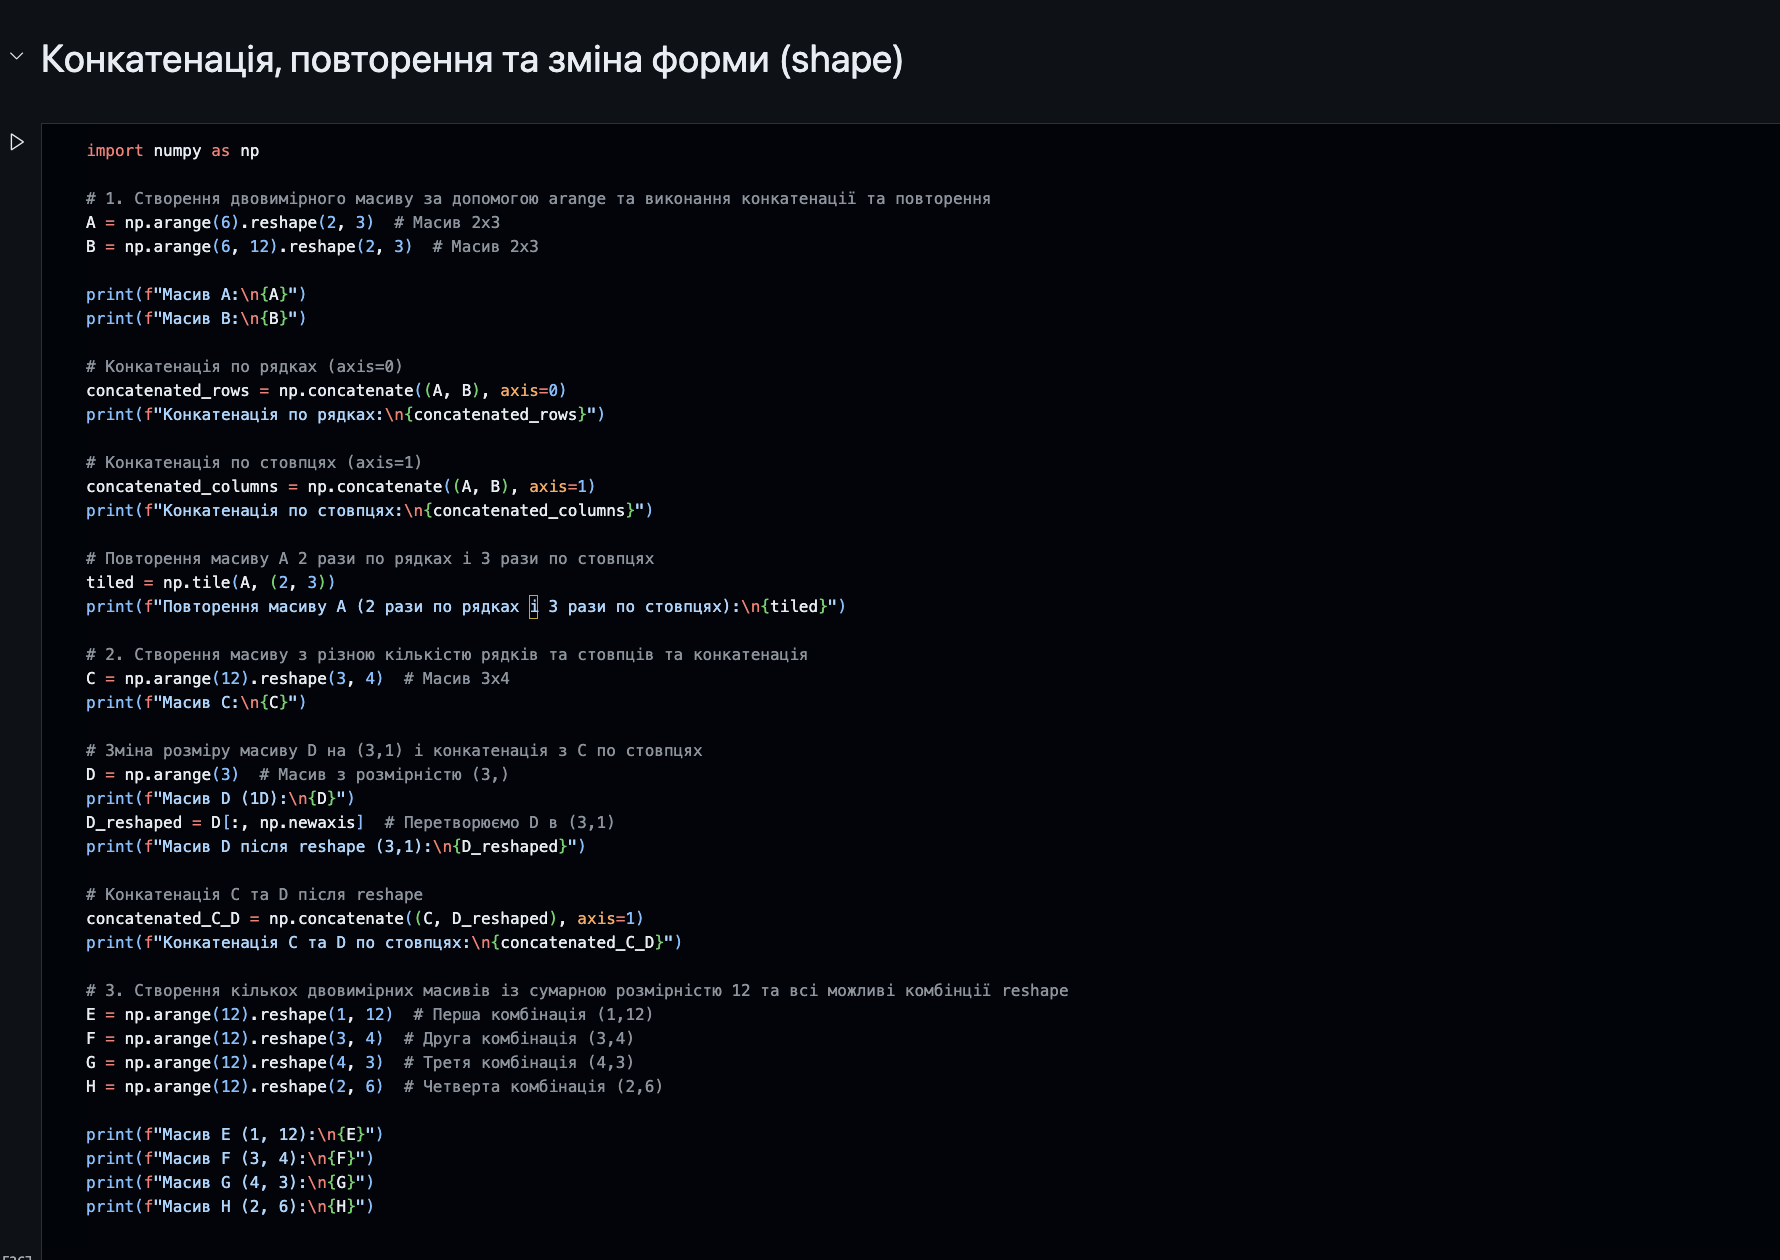 Конкатенація, повторення та зміна форми (shape)
import numpy as np
# 1. Створення двовимірного масиву за допомогою arange та виконання конкатенації та повторення
A = np.arange(6).reshape(2, 3)  # Масив 2x3
B = np.arange(6, 12).reshape(2, 3)  # Масив 2x3
print(f"Масив A:\n{A}")
print(f"Масив B:\n{B}")
# Конкатенація по рядках (axis=0)
concatenated_rows = np.concatenate((A, B), axis=0)
print(f"Конкатенація по рядках:\n{concatenated_rows}")
# Конкатенація по стовпцях (axis=1)
concatenated_columns = np.concatenate((A, B), axis=1)
print(f"Конкатенація по стовпцях:\n{concatenated_columns}")
# Повторення масиву A 2 рази по рядках і 3 рази по стовпцях
tiled = np.tile(A, (2, 3))
print(f"Повторення масиву A (2 рази по рядках і 3 рази по стовпцях):\n{tiled}")
# 2. Створення масиву з різною кількістю рядків та стовпців та конкатенація
C = np.arange(12).reshape(3, 4)  # Масив 3x4
print(f"Масив C:\n{C}")
# Зміна розміру масиву D на (3,1) і конкатенація з C по стовпцях
D = np.arange(3)  # Масив з розмірністю (3,)
print(f"Масив D (1D):\n{D}")
D_reshaped = D[:, np.newaxis]  # Перетворюємо D в (3,1)
print(f"Масив D після reshape (3,1):\n{D_reshaped}")
# Конкатенація C та D після reshape
concatenated_C_D = np.concatenate((C, D_reshaped), axis=1)
print(f"Конкатенація C та D по стовпцях:\n{concatenated_C_D}")
# 3. Створення кількох двовимірних масивів із сумарною розмірністю 12 та всі можливі комбінції reshape
E = np.arange(12).reshape(1, 12)  # Перша комбінація (1,12)
F = np.arange(12).reshape(3, 4)  # Друга комбінація (3,4)
G = np.arange(12).reshape(4, 3)  # Третя комбінація (4,3)
H = np.arange(12).reshape(2, 6)  # Четверта комбінація (2,6)
print(f"Масив E (1, 12):\n{E}")
print(f"Масив F (3, 4):\n{F}")
print(f"Масив G (4, 3):\n{G}")
print(f"Масив H (2, 6):\n{H}")